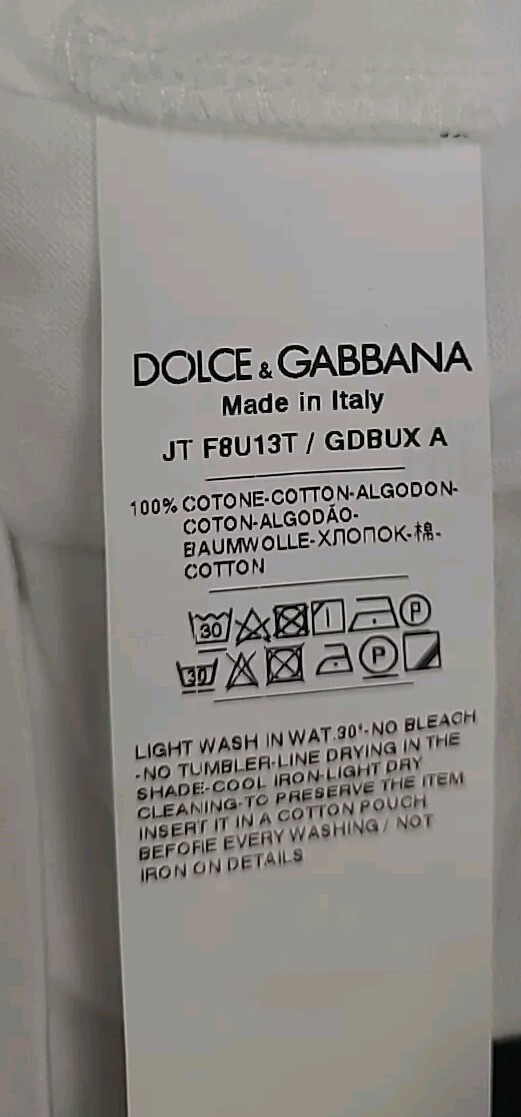 DOLCE & GABBANA
Made in Italy
JT F8U13T / GDBUX A
100% COTONE-COTTON-ALGODON-
COTON-ALGODÃO-
BAUMWOLLE-ХЛОПОК-棉-
COTTON
30 P
30 P
LIGHT WASH IN WAT.30°-NO BLEACH
-NO TUMBLER-LINE DRYING IN THE
SHADE-COOL IRON-LIGHT DRY
CLEANING-TO PRESERVE THE ITEM
INSERT IT IN A COTTON POUCH
BEFORE EVERY WASHING / NOT
IRON ON DETAILS